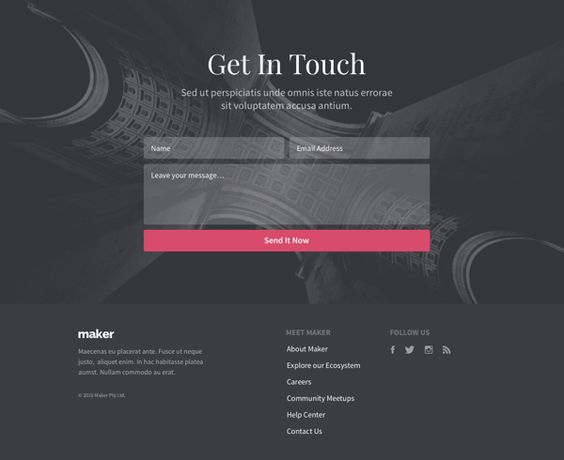 Get In Touch
Sed ut perspiciatis unde omnis iste natus errorae
sit voluptatem accusa antium.
Name
Email Address
Leave your message...
Send It Now
maker
Maecenas eu placerat ante. Fusce ut neque
justo, aliquet enim. In hac habitasse platea
aumst. Nullam commodo au erat.
© 2016 Maker Pty Ltd.
MEET MAKER
About Maker
Explore our Ecosystem
Careers
Community Meetups
Help Center
Contact Us
FOLLOW US